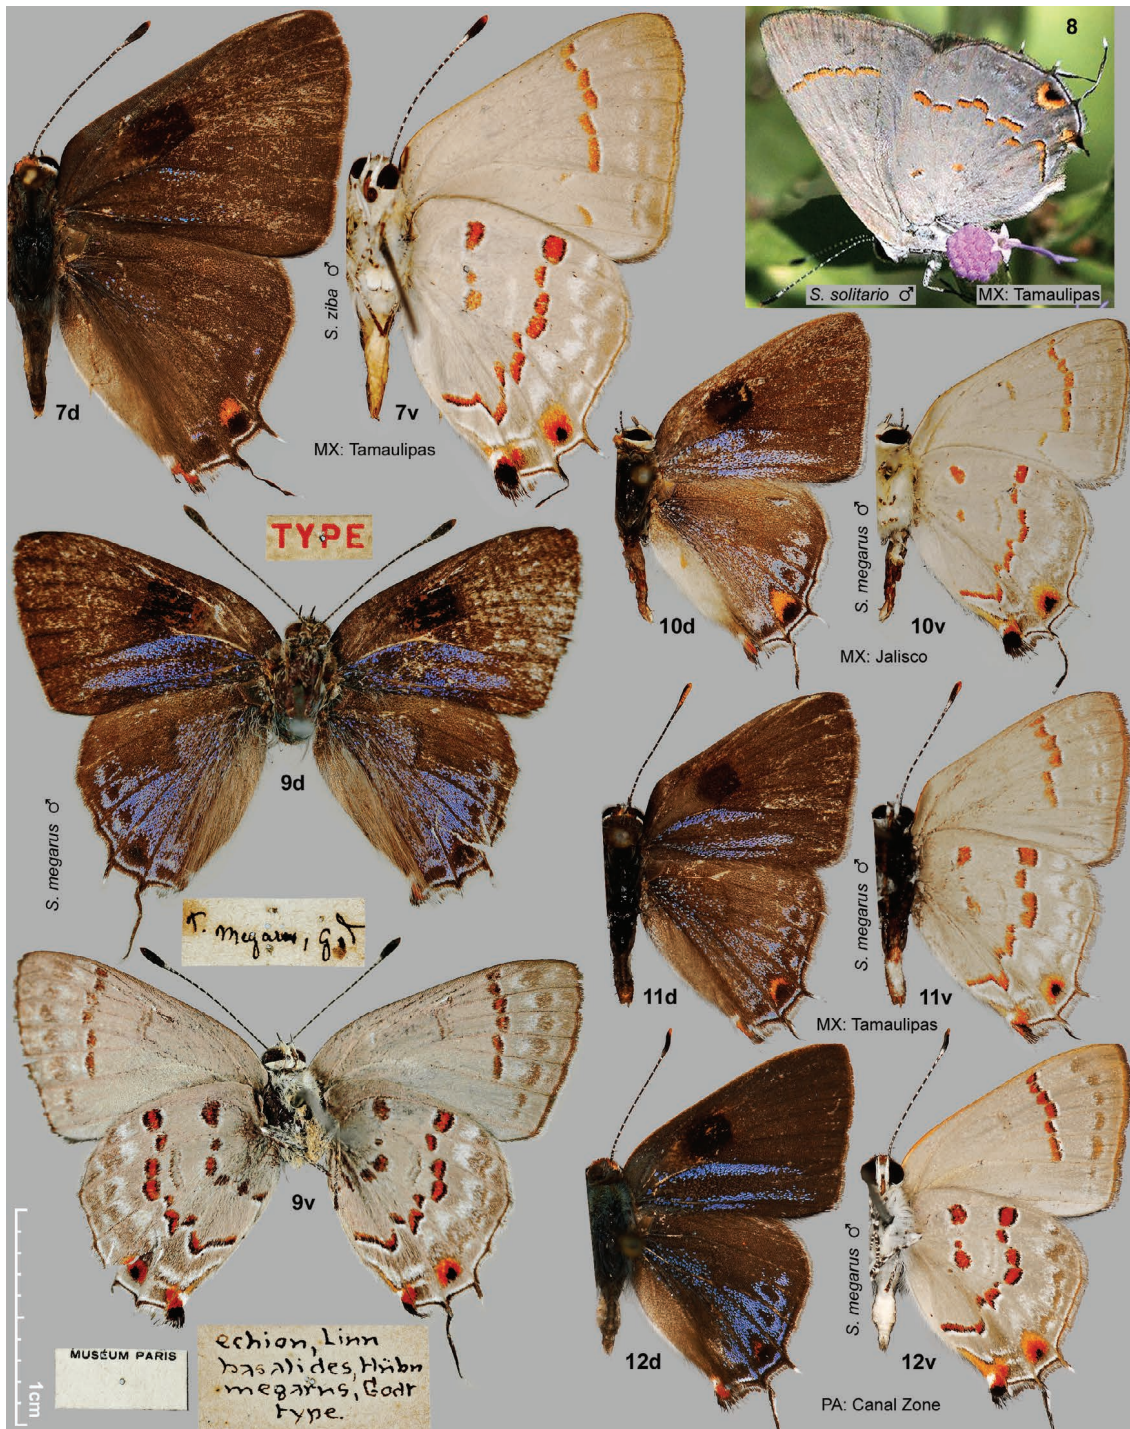 8
S. solitario ♂
MX: Tamaulipas
S. ziba ♂
7d
7v
MX: Tamaulipas
TYPE
S. megarus ♂
10d
10v
MX: Jalisco
9d
S. megarus ♂
T. megarus, Gdt
S. megarus ♂
11d
11v
MX: Tamaulipas
9v
S. megarus ♂
12d
12v
PA: Canal Zone
1cm
MUSÉUM PARIS
echion, Linn
basalides, Hübn
megarus, Godt
type.